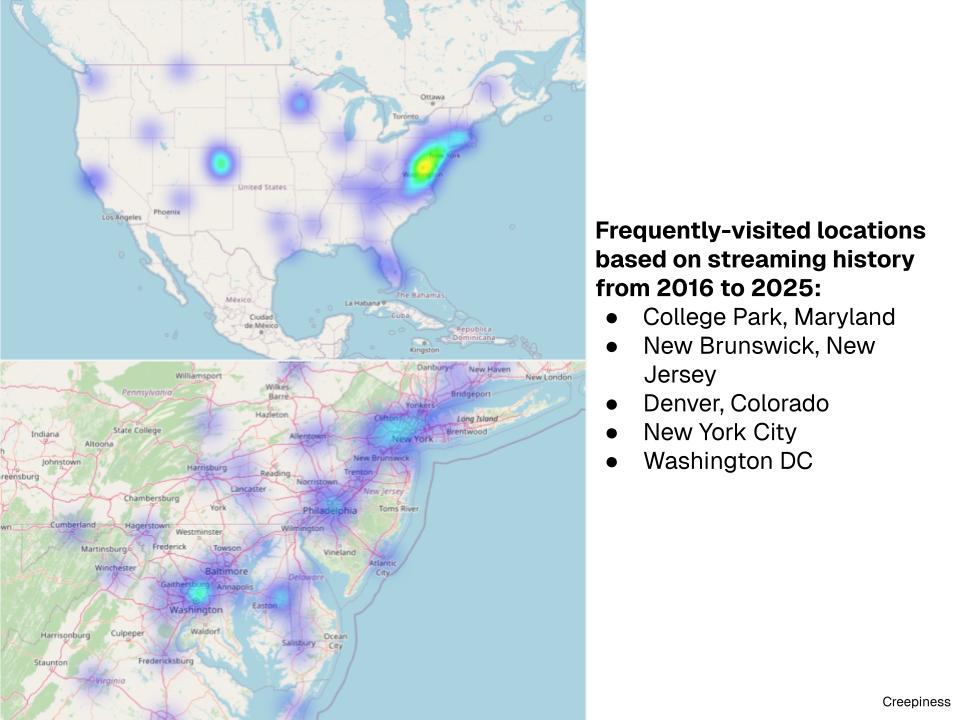 Ottawa
Toronto
New York
Washington
United States
Los Angeles
Phoenix
México
Ciudad
de México
La Habana
Cuba
The Bahamas
Republica
Dominicana
Kingston
Frequently-visited locations
based on streaming history
from 2016 to 2025:
● College Park, Maryland
● New Brunswick, New
Jersey
● Denver, Colorado
● New York City
● Washington DC
Williamsport
Wilkes-
Barre
Danbury
New Haven
New London
Pennsylvania
Bridgeport
Hazleton
Yonkers
Clifton
Long Island
State College
Indiana
Allentown
New York
Brentwood
Altoona
Johnstown
New Brunswick
Harrisburg
Reading
Trenton
Norristown
Lancaster
New Jersey
Chambersburg
York
Philadelphia
Toms River
Cumberland
Hagerstown
Wilmington
Westminster
Martinsburg
Frederick
Towson
Vineland
Winchester
Baltimore
Atlantic
City
Gaithersburg
Annapolis
Delaware
Easton
Washington
Harrisonburg
Culpeper
Waldorf
Salisbury
Ocean
City
Staunton
Fredericksburg
Virginia
Creepiness